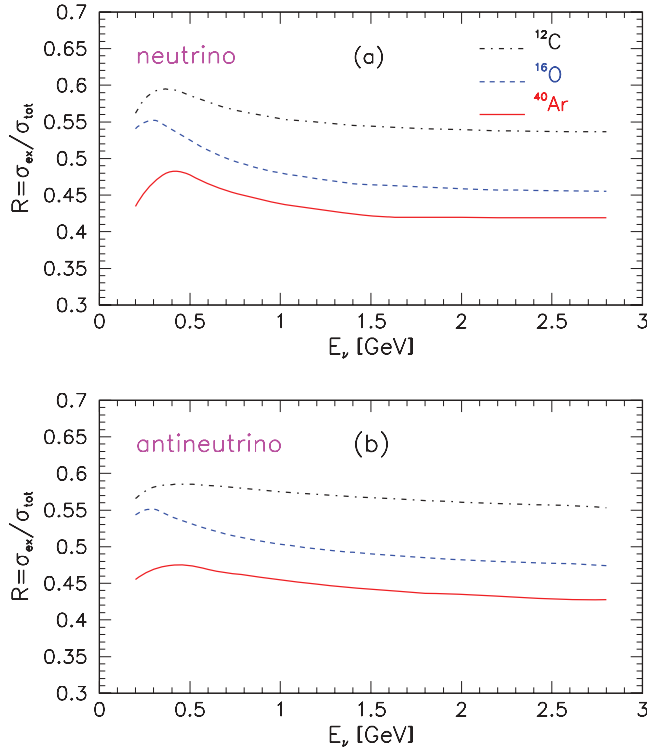 0.7
neutrino (a) ¹²C
0.65
¹⁶O
0.6
⁴⁰Ar
0.55
0.5
0.45
0.4
0.35
0.3
R=σex/σtot
0 0.5 1 1.5 2 2.5 3
Eν [GeV]
0.7
antineutrino (b)
0.65
0.6
0.55
0.5
0.45
0.4
0.35
0.3
R=σex/σtot
0 0.5 1 1.5 2 2.5 3
Eν [GeV]